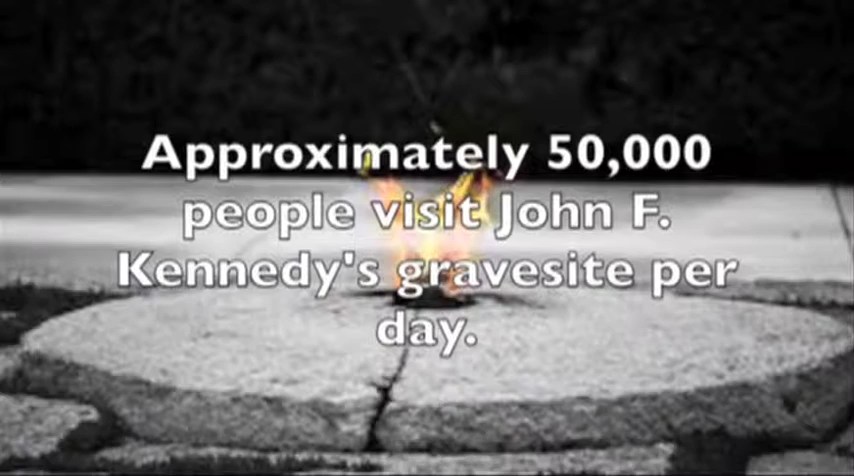 Approximately 50,000
people visit John F.
Kennedy's gravesite per
day.